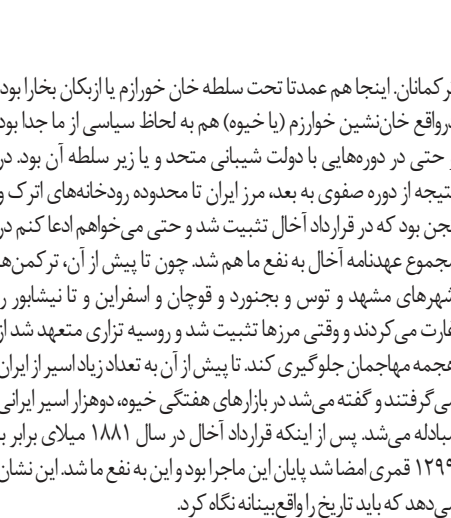 ترکمانان. اینجا هم عمدتا تحت سلطه خان خورازم یا ازبکان بخارا بود.
درواقع خان‌نشین خوارزم (یا خیوه) هم به لحاظ سیاسی از ما جدا بود
و حتی در دوره‌هایی با دولت شیبانی متحد و یا زیر سلطه آن بود. در
نتیجه از دوره صفوی به بعد، مرز ایران تا محدوده رودخانه‌های اترک و
تجن بود که در قرارداد آخال تثبیت شد و حتی می‌خواهم ادعا کنم در
مجموع عهدنامه آخال به نفع ما هم شد. چون تا پیش از آن، ترکمن‌ها
شهرهای مشهد و توس و بجنورد و قوچان و اسفراین و تا نیشابور را
غارت می‌کردند و وقتی مرزها تثبیت شد و روسیه تزاری متعهد شد از
هجمه مهاجمان جلوگیری کند. تا پیش از آن به تعداد زیاد اسیر از ایران
می‌گرفتند و گفته می‌شد در بازارهای هفتگی خیوه، دوهزار اسیر ایرانی
مبادله می‌شد. پس از اینکه قرارداد آخال در سال ۱۸۸۱ میلای برابر با
۱۲۹۹ قمری امضا شد پایان این ماجرا بود و این به نفع ما شد. این نشان
می‌دهد که باید تاریخ را واقع‌بینانه نگاه کرد.